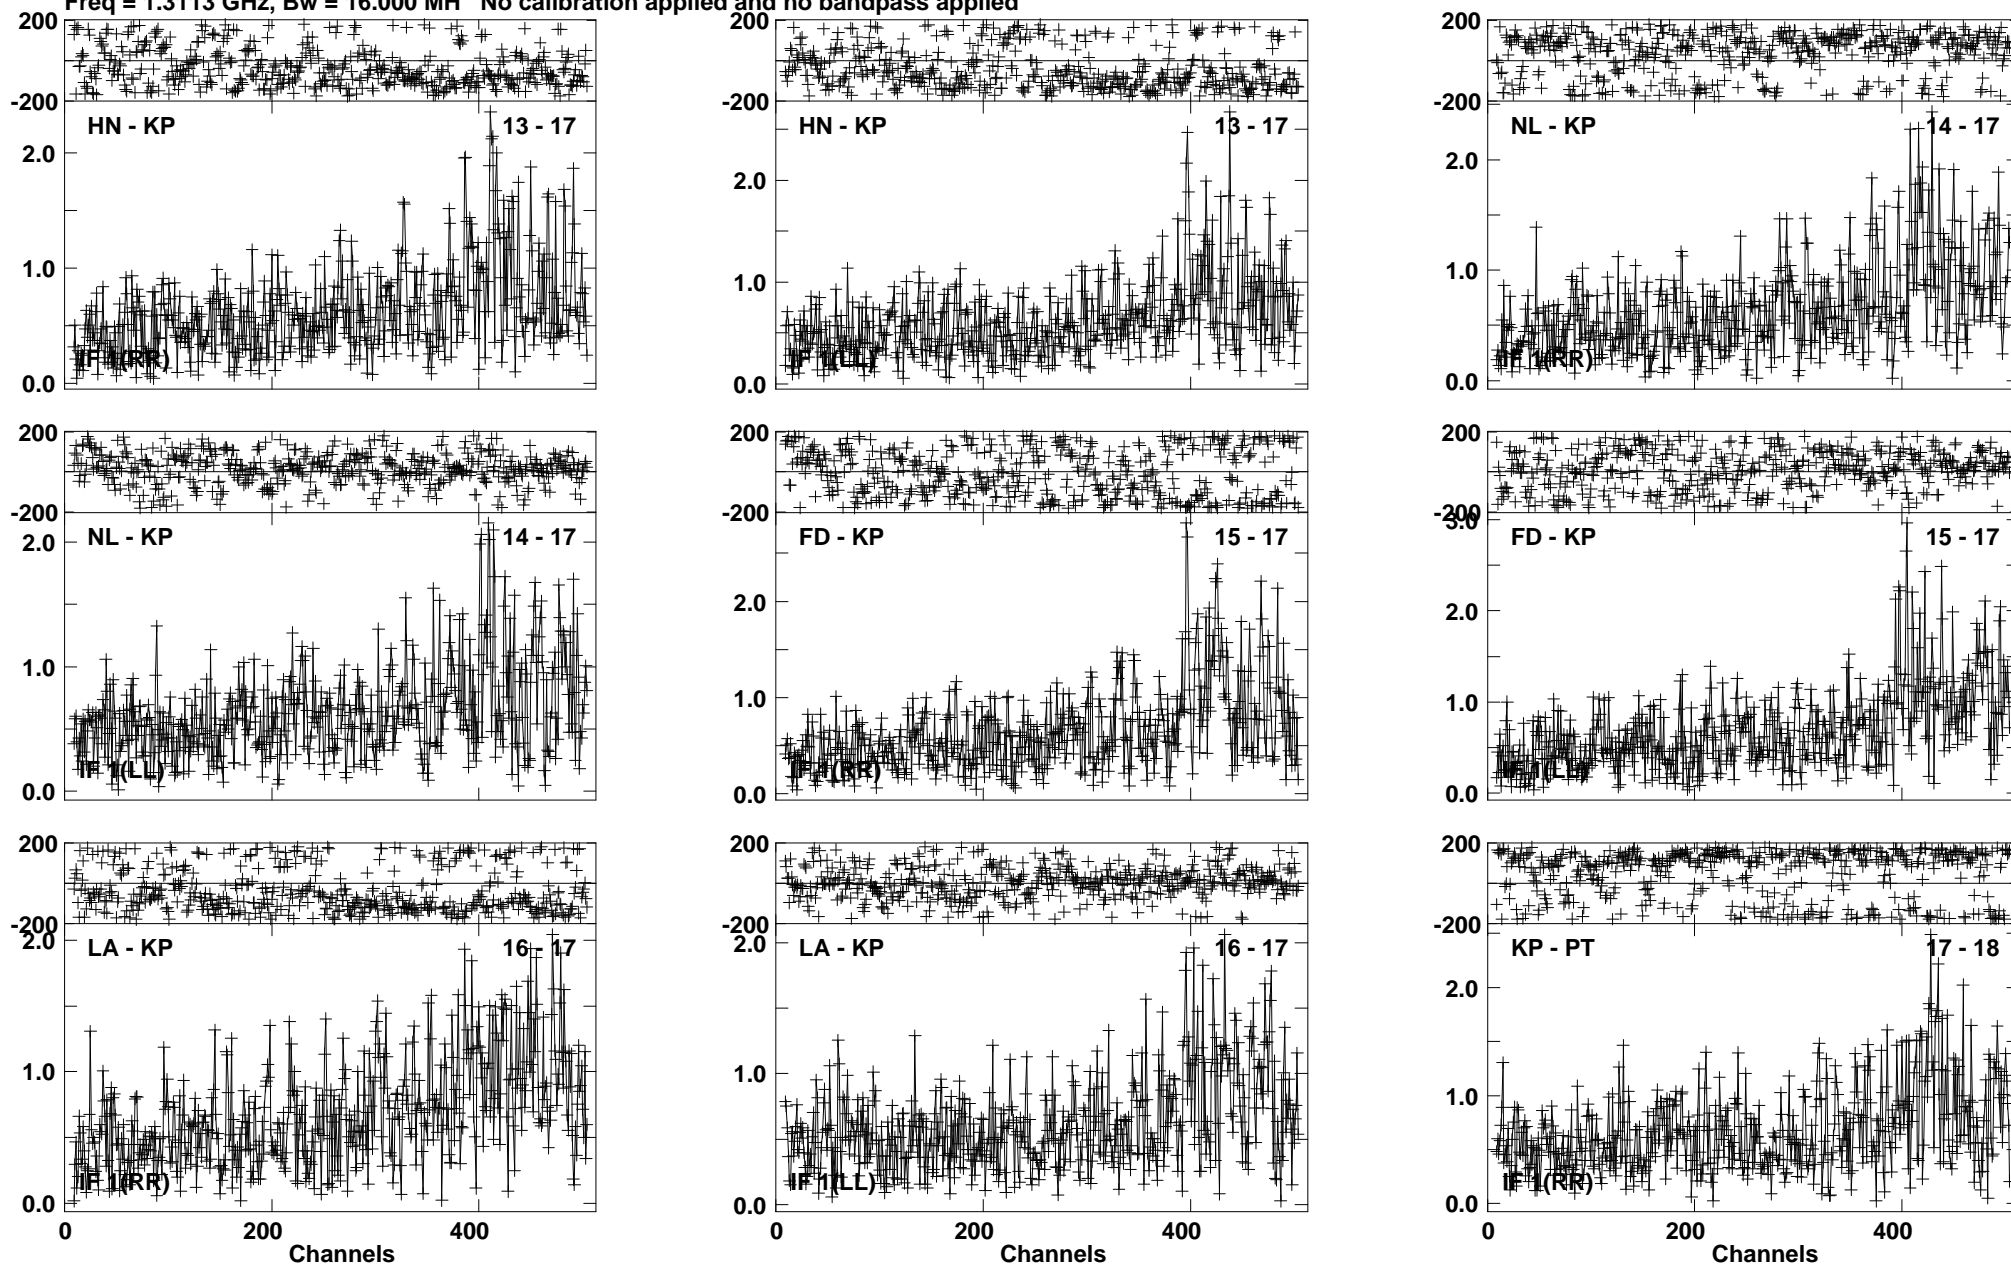 Freq = 1.3113 GHz, Bw = 16.000 MH No calibration applied and no bandpass applied
200
-200
HN - KP 13 - 17
2.0
1.0
0.0
IF 1(RR)
200
-200
HN - KP 13 - 17
2.0
1.0
0.0
IF 1(LL)
200
-200
NL - KP 14 - 17
2.0
1.0
0.0
IF 1(RR)
200
-200
NL - KP 14 - 17
2.0
1.0
0.0
IF 1(LL)
200
-200
FD - KP 15 - 17
2.0
1.0
0.0
IF 1(RR)
200
-200
3.0
FD - KP 15 - 17
2.0
1.0
0.0
IF 1(LL)
200
-200
2.0
LA - KP 16 - 17
1.0
0.0
IF 1(RR)
0 200 400
Channels
200
-200
2.0
LA - KP 16 - 17
1.0
0.0
IF 1(LL)
0 200 400
Channels
200
-200
KP - PT 17 - 18
2.0
1.0
0.0
IF 1(RR)
0 200 400
Channels